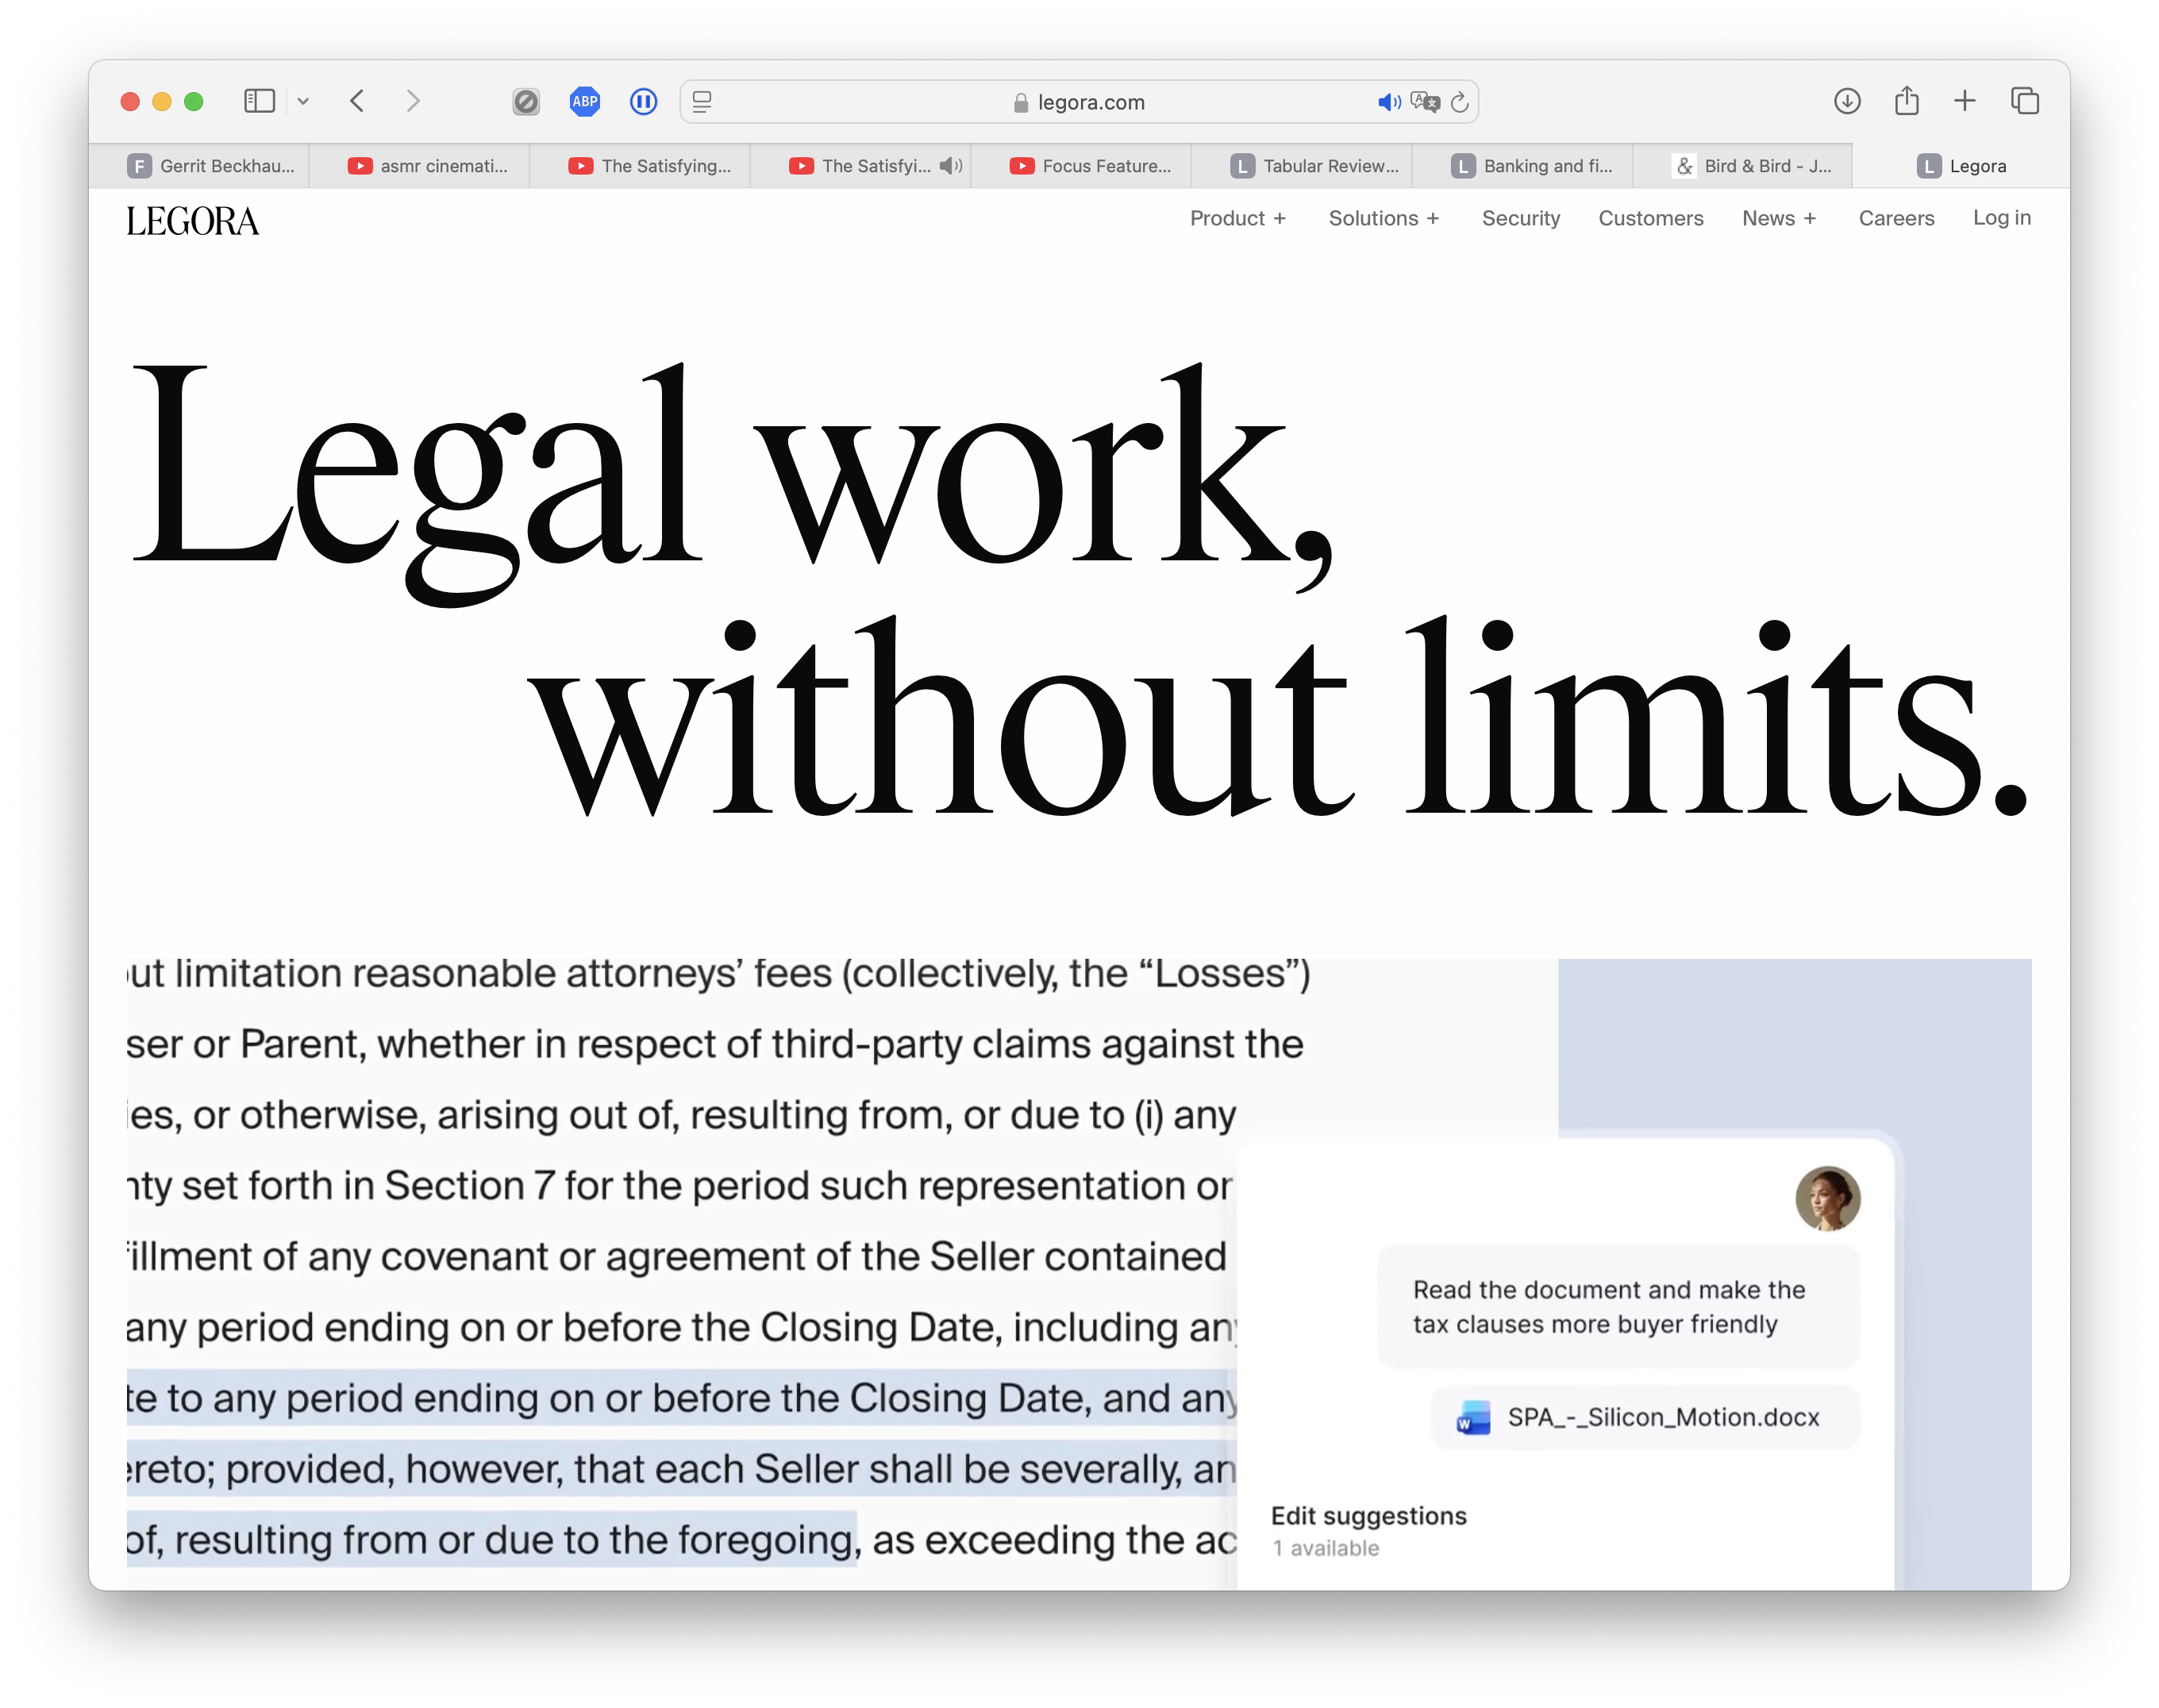 ABP
legora.com
F Gerrit Beckhau...
asmr cinemati...
The Satisfying...
The Satisfyi...
Focus Feature...
L Tabular Review...
L Banking and fi...
& Bird & Bird - J...
L Legora
LEGORA
Product +
Solutions +
Security
Customers
News +
Careers
Log in
Legal work,
without limits.
ut limitation reasonable attorneys’ fees (collectively, the “Losses”)
ser or Parent, whether in respect of third-party claims against the
ies, or otherwise, arising out of, resulting from, or due to (i) any
nty set forth in Section 7 for the period such representation or
fillment of any covenant or agreement of the Seller contained
any period ending on or before the Closing Date, including any
te to any period ending on or before the Closing Date, and any
ereto; provided, however, that each Seller shall be severally, an
of, resulting from or due to the foregoing, as exceeding the ac
Read the document and make the
tax clauses more buyer friendly
W SPA_-_Silicon_Motion.docx
Edit suggestions
1 available